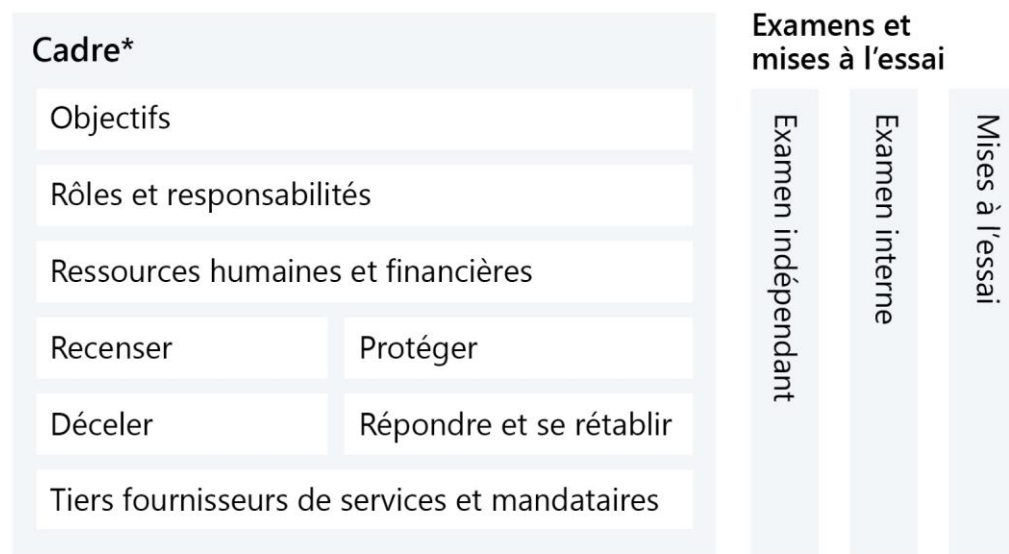 Cadre*
Objectifs
Rôles et responsabilités
Ressources humaines et financières
Recenser
Protéger
Déceler
Répondre et se rétablir
Tiers fournisseurs de services et mandataires
Examens et
mises à l’essai
Examen indépendant
Examen interne
Mises à l’essai